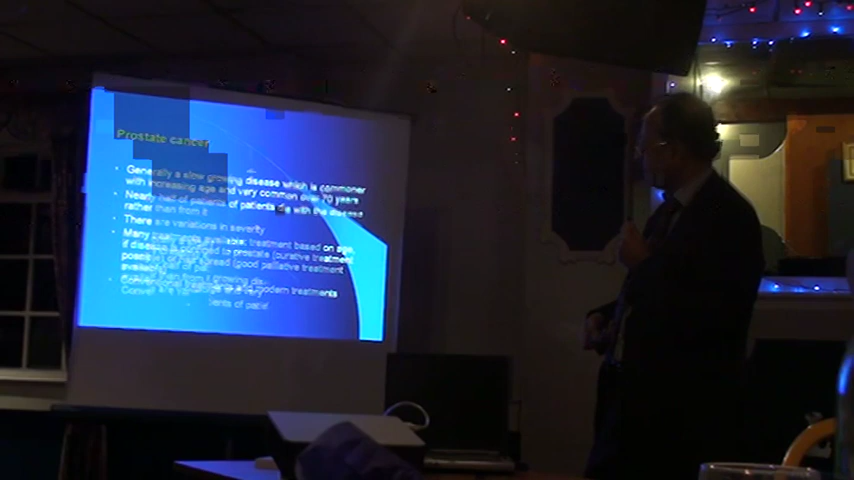 Prostate cancer
Generally a slow growing disease which is commoner
with increasing age and very common over 70 years
Nearly half of patients of patients die with the disease
rather than from it
There are variations in severity
Many treatments available: treatment based on age,
if disease is confined to prostate (curative treatment
possible) or has spread (good palliative treatment
available)
modern treatments